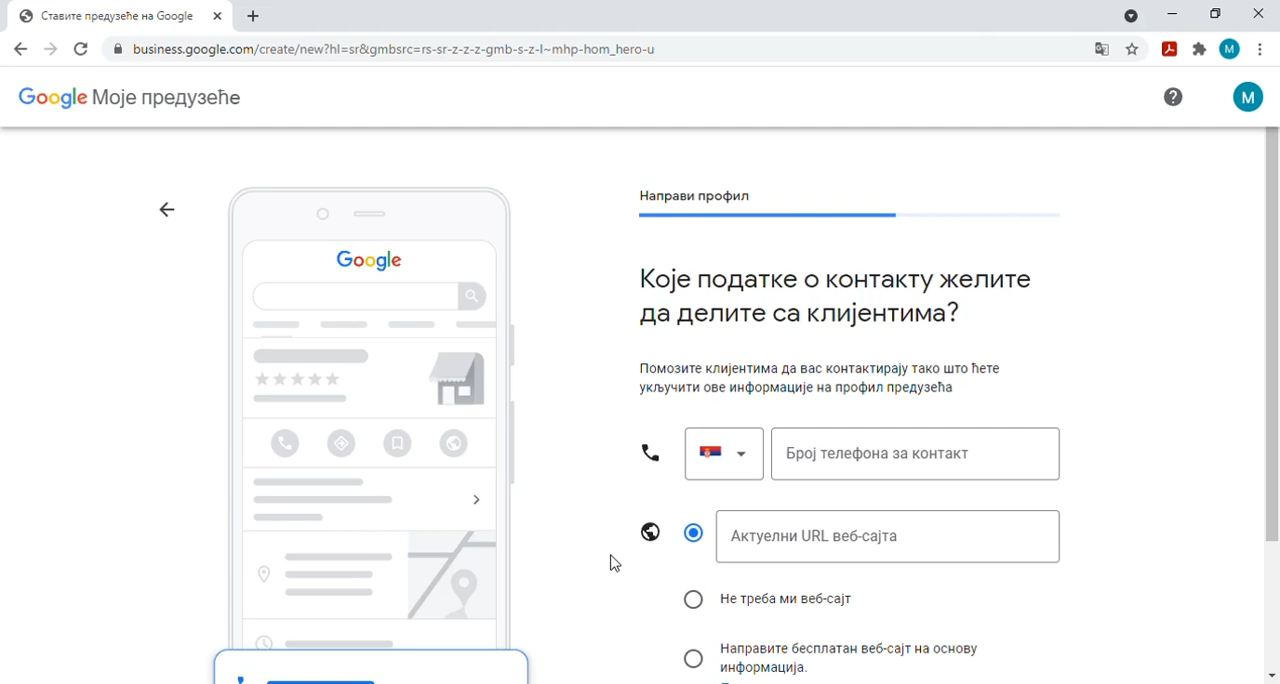 Ставите предузеће на Google
business.google.com/create/new?hl=sr&gmbsrc=rs-sr-z-z-z-gmb-s-z-l~mhp-hom_hero-u
M
Google Моје предузеће
M
Направи профил
Google
Које податке о контакту желите
да делите са клијентима?
Помозите клијентима да вас контактирају тако што ћете
укључити ове информације на профил предузећа
Број телефона за контакт
Актуелни URL веб-сајта
Не треба ми веб-сајт
Направите бесплатан веб-сајт на основу
информација.